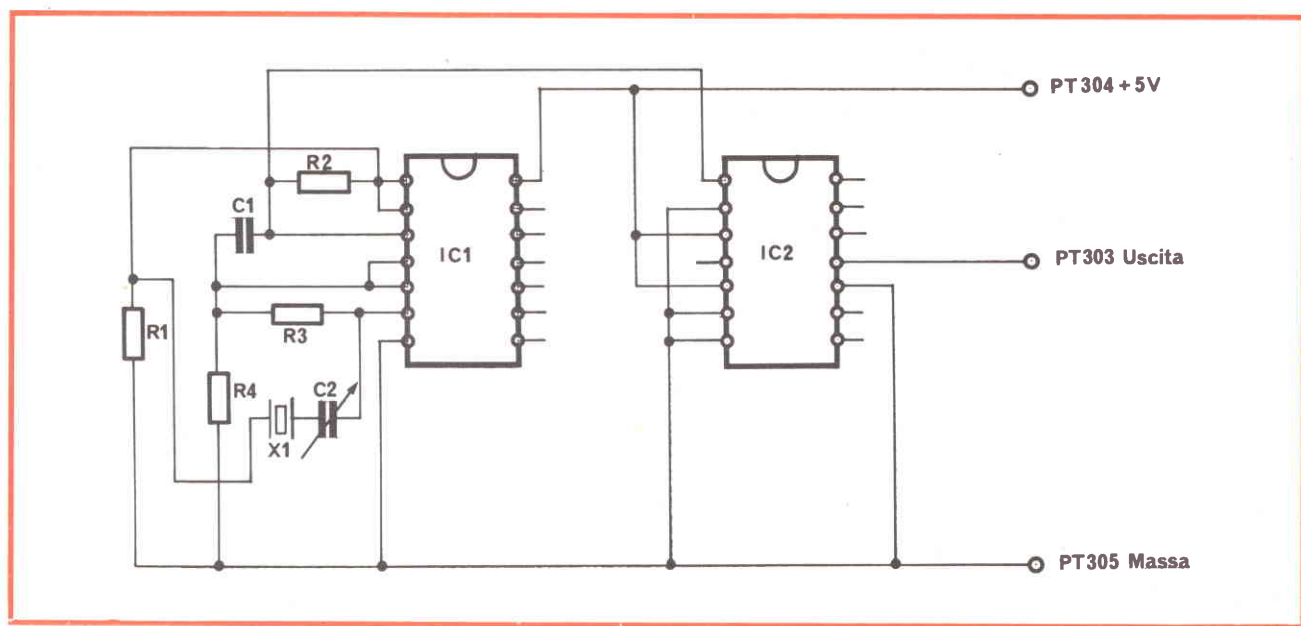 PT304 + 5V
R2
C1
IC1
IC2
PT303 Uscita
R1
R3
R4
C2
X1
PT305 Massa